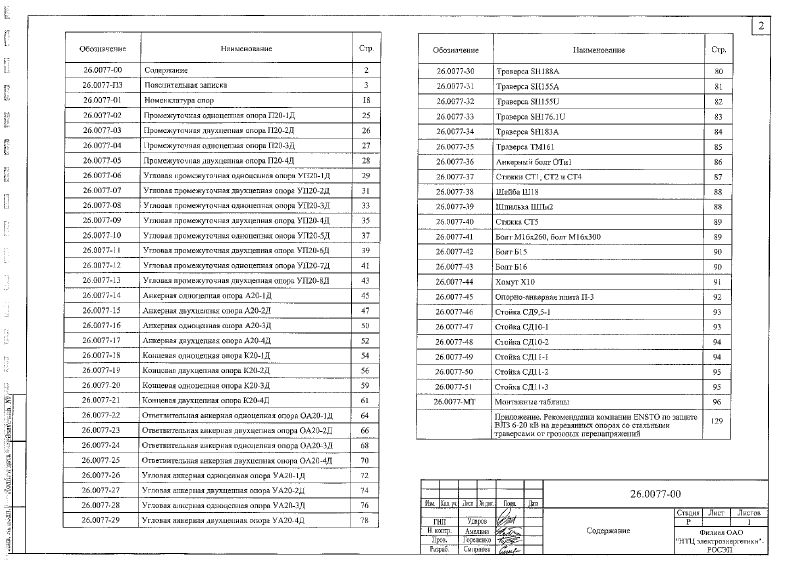 2
Обозначение Наименование Стр.
26.0077-00 Содержание 2
26.0077-ПЗ Пояснительная записка 3
26.0077-01 Номенклатура опор 18
26.0077-02 Промежуточная одноцепная опора П20-1Д 25
26.0077-03 Промежуточная двухцепная опора П20-2Д 26
26.0077-04 Промежуточная одноцепная опора П20-3Д 27
26.0077-05 Промежуточная двухцепная опора П20-4Д 28
26.0077-06 Угловая промежуточная одноцепная опора УП20-1Д 29
26.0077-07 Угловая промежуточная двухцепная опора УП20-2Д 31
26.0077-08 Угловая промежуточная одноцепная опора УП20-3Д 33
26.0077-09 Угловая промежуточная двухцепная опора УП20-4Д 35
26.0077-10 Угловая промежуточная одноцепная опора УП20-5Д 37
26.0077-11 Угловая промежуточная двухцепная опора УП20-6Д 39
26.0077-12 Угловая промежуточная одноцепная опора УП20-7Д 41
26.0077-13 Угловая промежуточная двухцепная опора УП20-8Д 43
26.0077-14 Анкерная одноцепная опора А20-1Д 45
26.0077-15 Анкерная двухцепная опора А20-2Д 47
26.0077-16 Анкерная одноцепная опора А20-3Д 50
26.0077-17 Анкерная двухцепная опора А20-4Д 52
26.0077-18 Концевая одноцепная опора К20-1Д 54
26.0077-19 Концевая двухцепная опора К20-2Д 56
26.0077-20 Концевая одноцепная опора К20-3Д 59
26.0077-21 Концевая двухцепная опора К20-4Д 61
26.0077-22 Ответвительная анкерная одноцепная опора ОА20-1Д 64
26.0077-23 Ответвительная анкерная двухцепная опора ОА20-2Д 66
26.0077-24 Ответвительная анкерная одноцепная опора ОА20-3Д 68
26.0077-25 Ответвительная анкерная двухцепная опора ОА20-4Д 70
26.0077-26 Угловая анкерная одноцепная опора УА20-1Д 72
26.0077-27 Угловая анкерная двухцепная опора УА20-2Д 74
26.0077-28 Угловая анкерная одноцепная опора УА20-3Д 76
26.0077-29 Угловая анкерная двухцепная опора УА20-4Д 78
Обозначение Наименование Стр.
26.0077-30 Траверса SH188A 80
26.0077-31 Траверса SH155A 81
26.0077-32 Траверса SH155U 82
26.0077-33 Траверса SH176.1U 83
26.0077-34 Траверса SH183A 84
26.0077-35 Траверса ТМ161 85
26.0077-36 Анкерный болт ОТи1 86
26.0077-37 Стяжки СТ1, СТ2 и СТ4 87
26.0077-38 Шайба Ш18 88
26.0077-39 Шпилька ШПи2 88
26.0077-40 Стяжка СТ5 89
26.0077-41 Болт М16х260, болт М16х300 89
26.0077-42 Болт Б15 90
26.0077-43 Болт Б16 90
26.0077-44 Хомут Х10 91
26.0077-45 Опорно-анкерная плита П-3 92
26.0077-46 Стойка СД9,5-1 93
26.0077-47 Стойка СД10-1 93
26.0077-48 Стойка СД10-2 94
26.0077-49 Стойка СД11-1 94
26.0077-50 Стойка СД11-2 95
26.0077-51 Стойка СД11-3 95
26.0077-МТ Монтажные таблицы 96
Приложение. Рекомендации компании ENSTO по защите
ВЛЗ 6-20 кВ на деревянных опорах со стальными 129
траверсами от грозовых перенапряжений
26.0077-00
Изм. Кол. уч. Лист № док. Подп. Дата
ГИП Ударов
Н. контр. Амелина
Пров. Гореленко
Разраб. Смирнова
Содержание
Стадия Лист Листов
Р 1
Филиал ОАО
"НТЦ электроэнергетики"-
РОСЭП